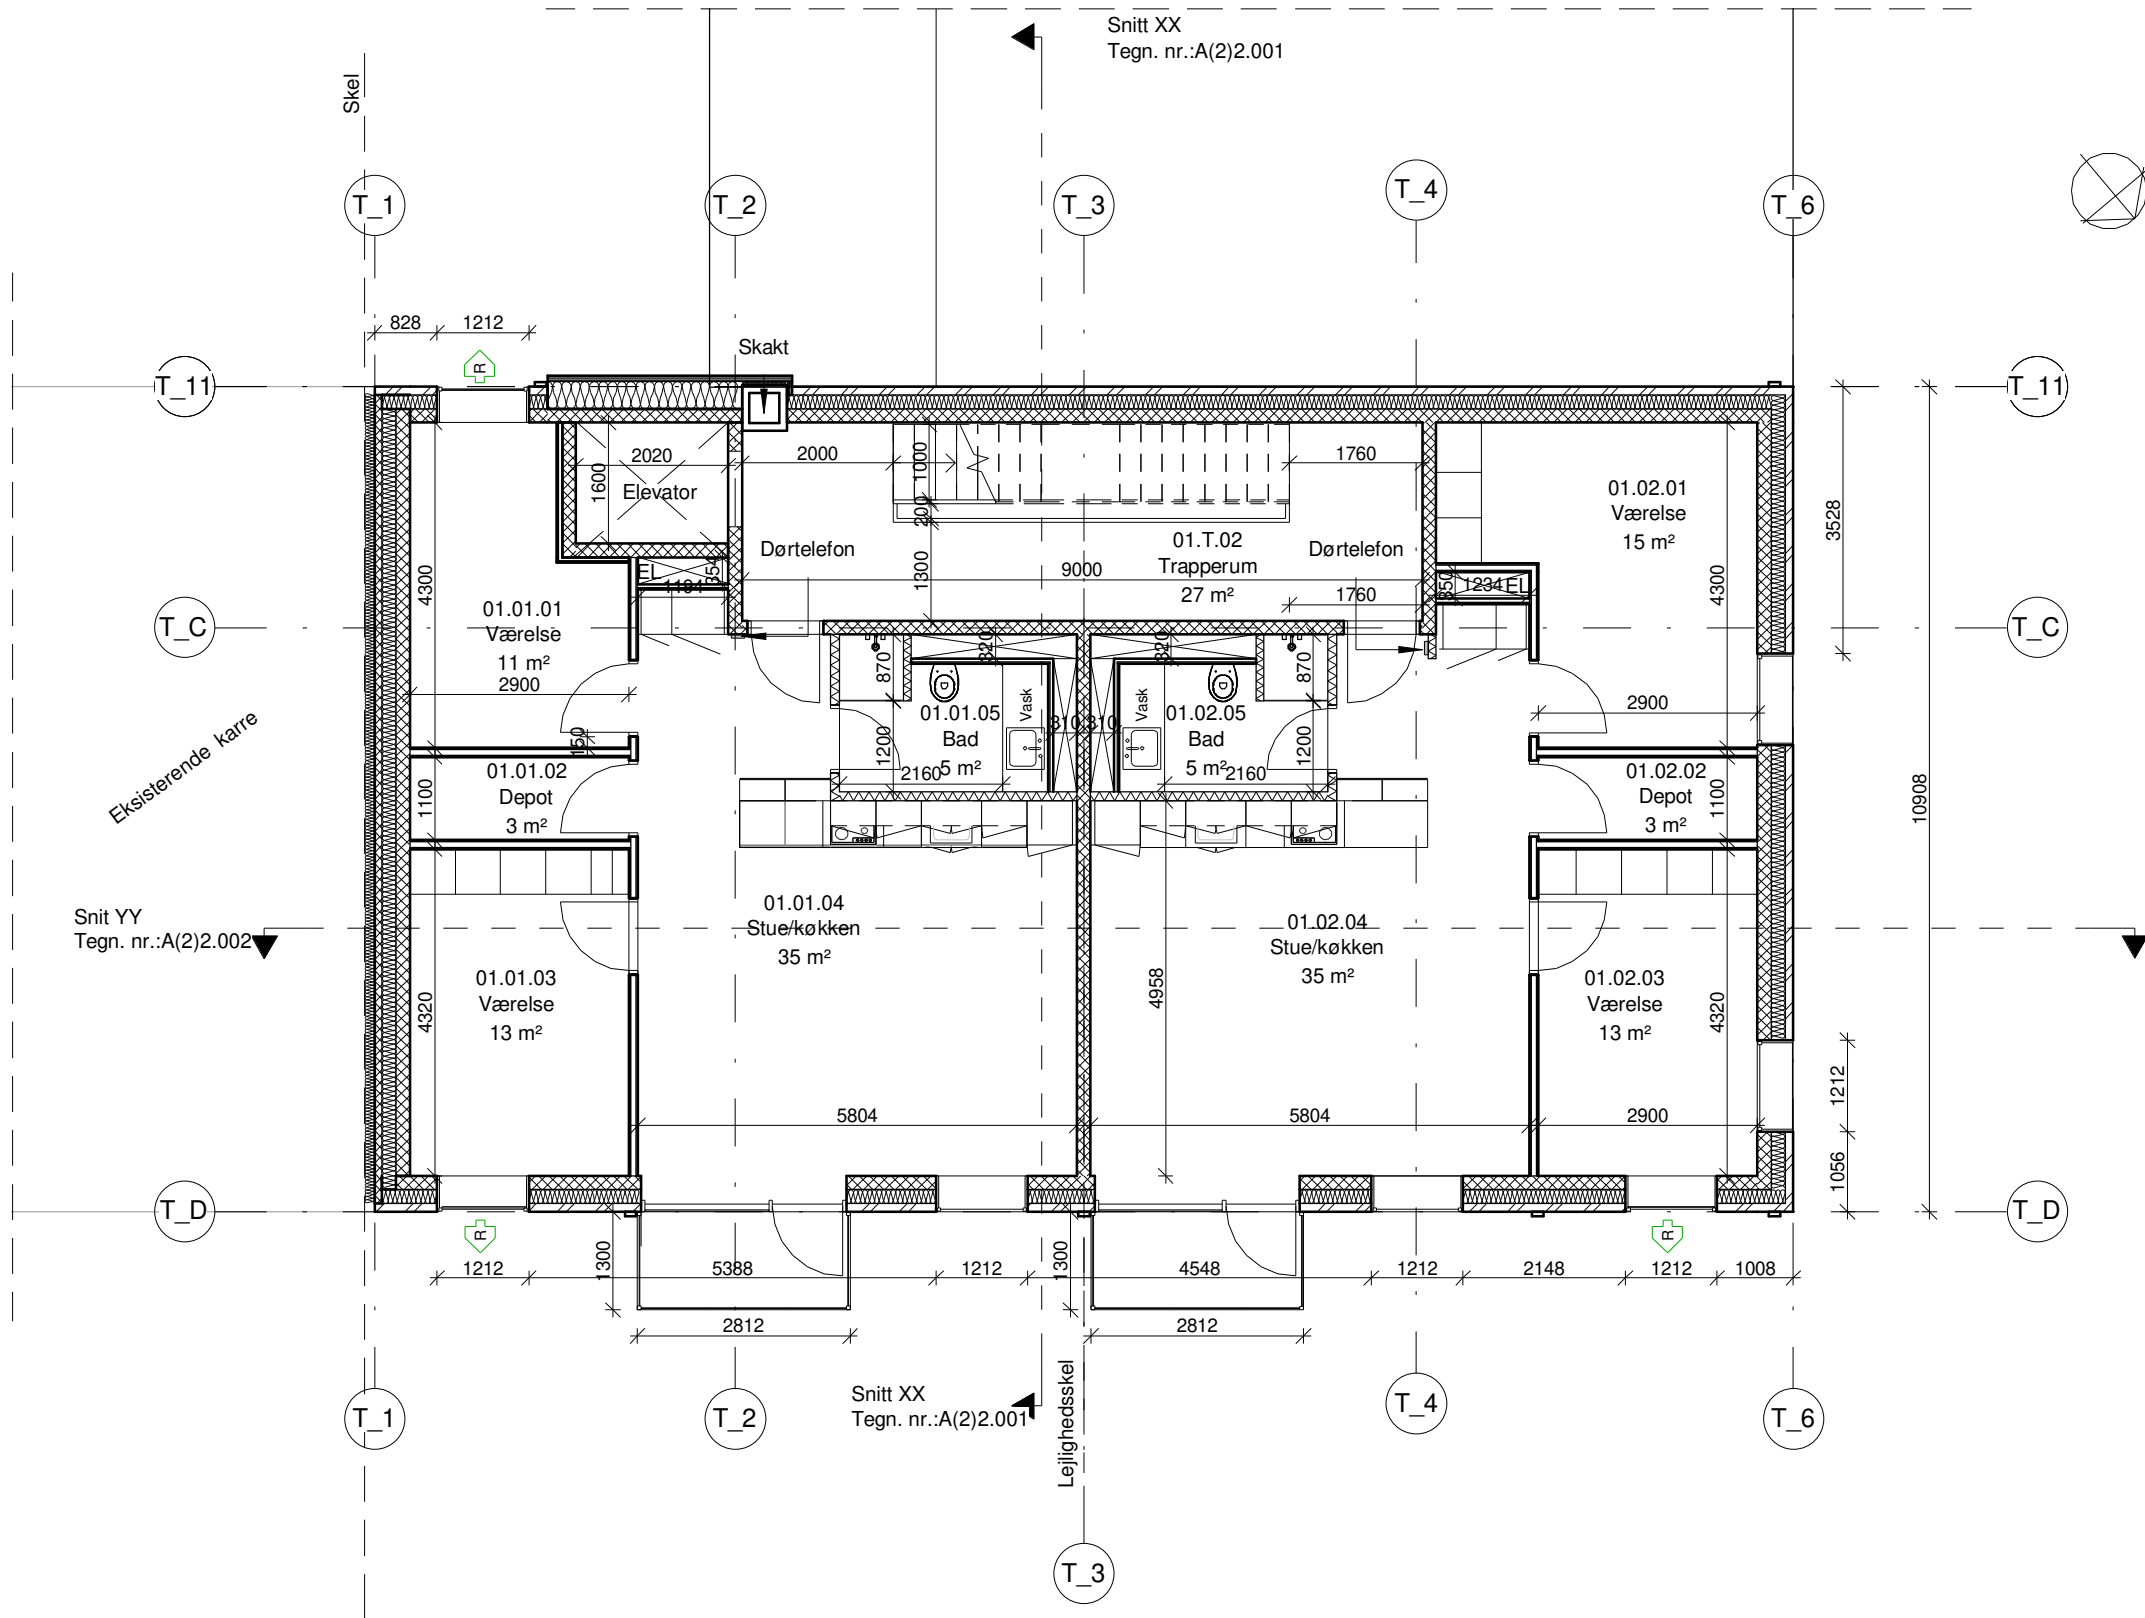 Snitt XX
Tegn. nr.:A(2)2.001
Skel
T_1
T_2
T_3
T_4
T_6
828
1212
Skakt
T_11
T_11
R
2020
1600
Elevator
2000
1000
200
1300
1760
Dørtelefon
01.T.02
Trapperum
27 m²
Dørtelefon
9000
1760
01.02.01
Værelse
15 m²
3528
4300
EL
354
1184
350
1234
EL
4300
01.01.01
Værelse
11 m²
2900
150
T_C
T_C
320
870
1200
01.01.05
Bad
5 m²
2160
Vask
310
310
Vask
320
870
1200
01.02.05
Bad
5 m²
2160
2900
Eksisterende karre
01.01.02
Depot
3 m²
1100
01.02.02
Depot
3 m²
1100
10908
Snit YY
Tegn. nr.:A(2)2.002
01.01.04
Stue/køkken
35 m²
01.02.04
Stue/køkken
35 m²
4958
01.01.03
Værelse
13 m²
4320
01.02.03
Værelse
13 m²
4320
1212
1056
5804
5804
2900
T_D
T_D
R
R
1300
1300
1212
5388
1212
4548
1212
2148
1212
1008
2812
2812
Snitt XX
Tegn. nr.:A(2)2.001
Lejlighedsskel
T_1
T_2
T_4
T_6
T_3